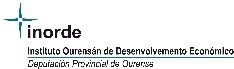 inorde
Instituto Ourensán de Desenvolvemento Económico
Deputación Provincial de Ourense